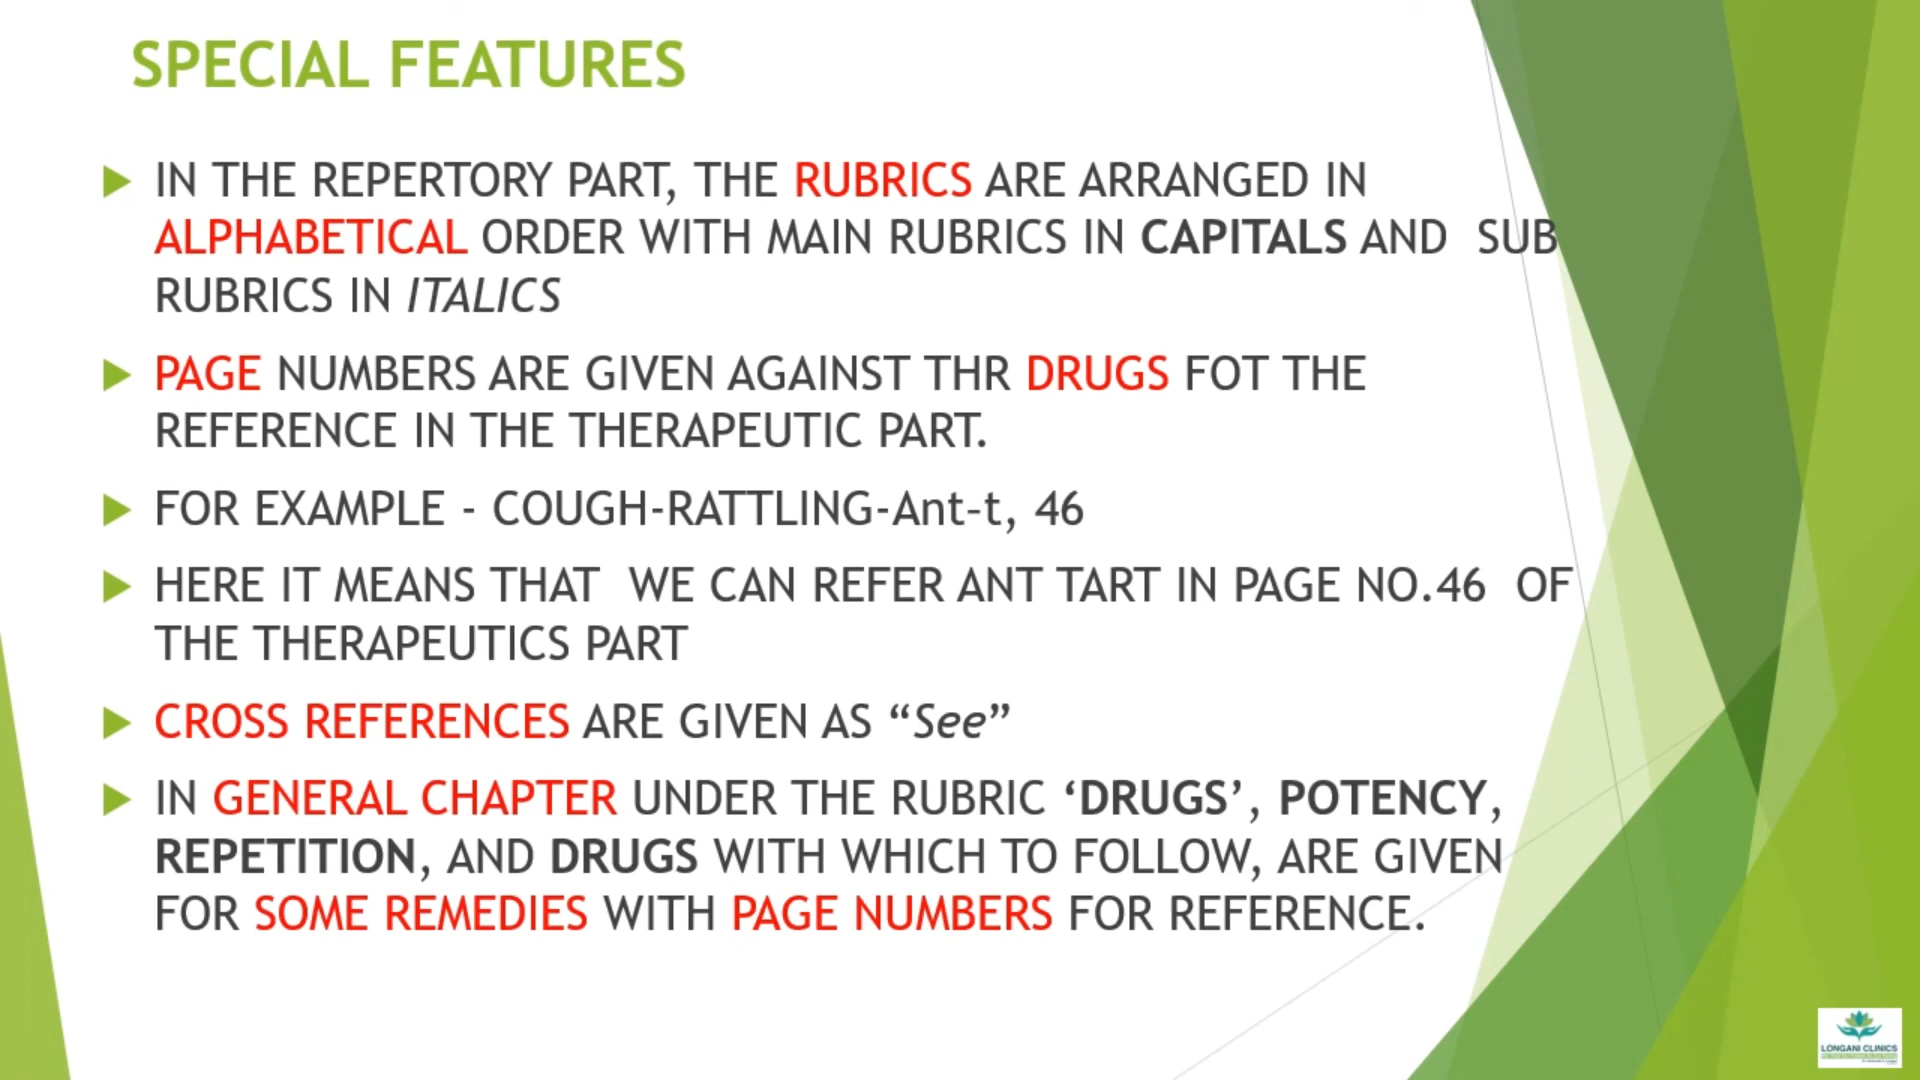 SPECIAL FEATURES
IN THE REPERTORY PART, THE RUBRICS ARE ARRANGED IN
ALPHABETICAL ORDER WITH MAIN RUBRICS IN CAPITALS AND SUB
RUBRICS IN ITALICS
PAGE NUMBERS ARE GIVEN AGAINST THR DRUGS FOT THE
REFERENCE IN THE THERAPEUTIC PART.
FOR EXAMPLE - COUGH-RATTLING-Ant-t, 46
HERE IT MEANS THAT WE CAN REFER ANT TART IN PAGE NO.46 OF
THE THERAPEUTICS PART
CROSS REFERENCES ARE GIVEN AS “See”
IN GENERAL CHAPTER UNDER THE RUBRIC ‘DRUGS’, POTENCY,
REPETITION, AND DRUGS WITH WHICH TO FOLLOW, ARE GIVEN
FOR SOME REMEDIES WITH PAGE NUMBERS FOR REFERENCE.
LONGANI CLINICS